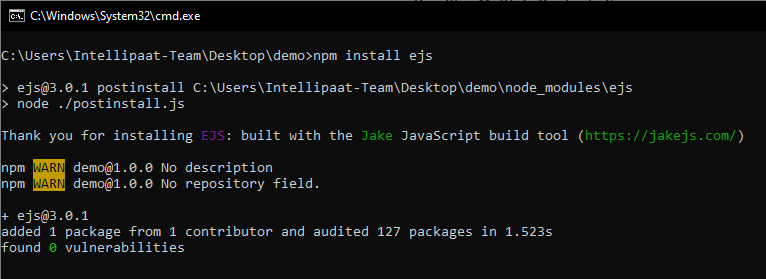 C:\Windows\System32\cmd.exe
C:\Users\Intellipaat-Team\Desktop\demo>npm install ejs
> ejs@3.0.1 postinstall C:\Users\Intellipaat-Team\Desktop\demo\node_modules\ejs
> node ./postinstall.js
Thank you for installing EJS: built with the Jake JavaScript build tool (https://jakejs.com/)
npm WARN demo@1.0.0 No description
npm WARN demo@1.0.0 No repository field.
+ ejs@3.0.1
added 1 package from 1 contributor and audited 127 packages in 1.523s
found 0 vulnerabilities